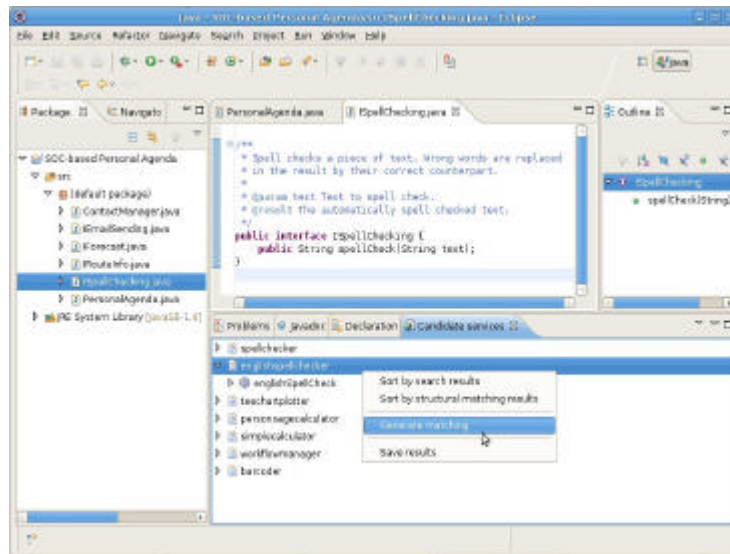 Java - SOC-based Personal Agenda/src/ISpellChecking.java - Eclipse
File Edit Source Refactor Navigate Search Project Run Window Help
Java
Package
Navigato
PersonalAgenda.java
ISpellChecking.java
Outline
SOC-based Personal Agenda
src
(default package)
ContactManager.java
IEmailSending.java
IForecast.java
IRouteInfo.java
ISpellChecking.java
PersonalAgenda.java
JRE System Library
/**
* Spell checks a piece of text. Wrong words are replaced
* in the result by their correct counterpart.
*
* @param text Text to spell check.
* @result the automatically spell checked text.
*/
public interface ISpellChecking {
public String spellCheck(String text);
}
ISpellChecking
spellCheck(String)
Problems Javadoc Declaration Candidate services
spellchecker
englishspellchecker
englishSpellCheck
teechartplotter
personagecalculator
simplecalculator
workflowmanager
barcoder
Sort by search results
Sort by structural matching results
Generate matching
Save results